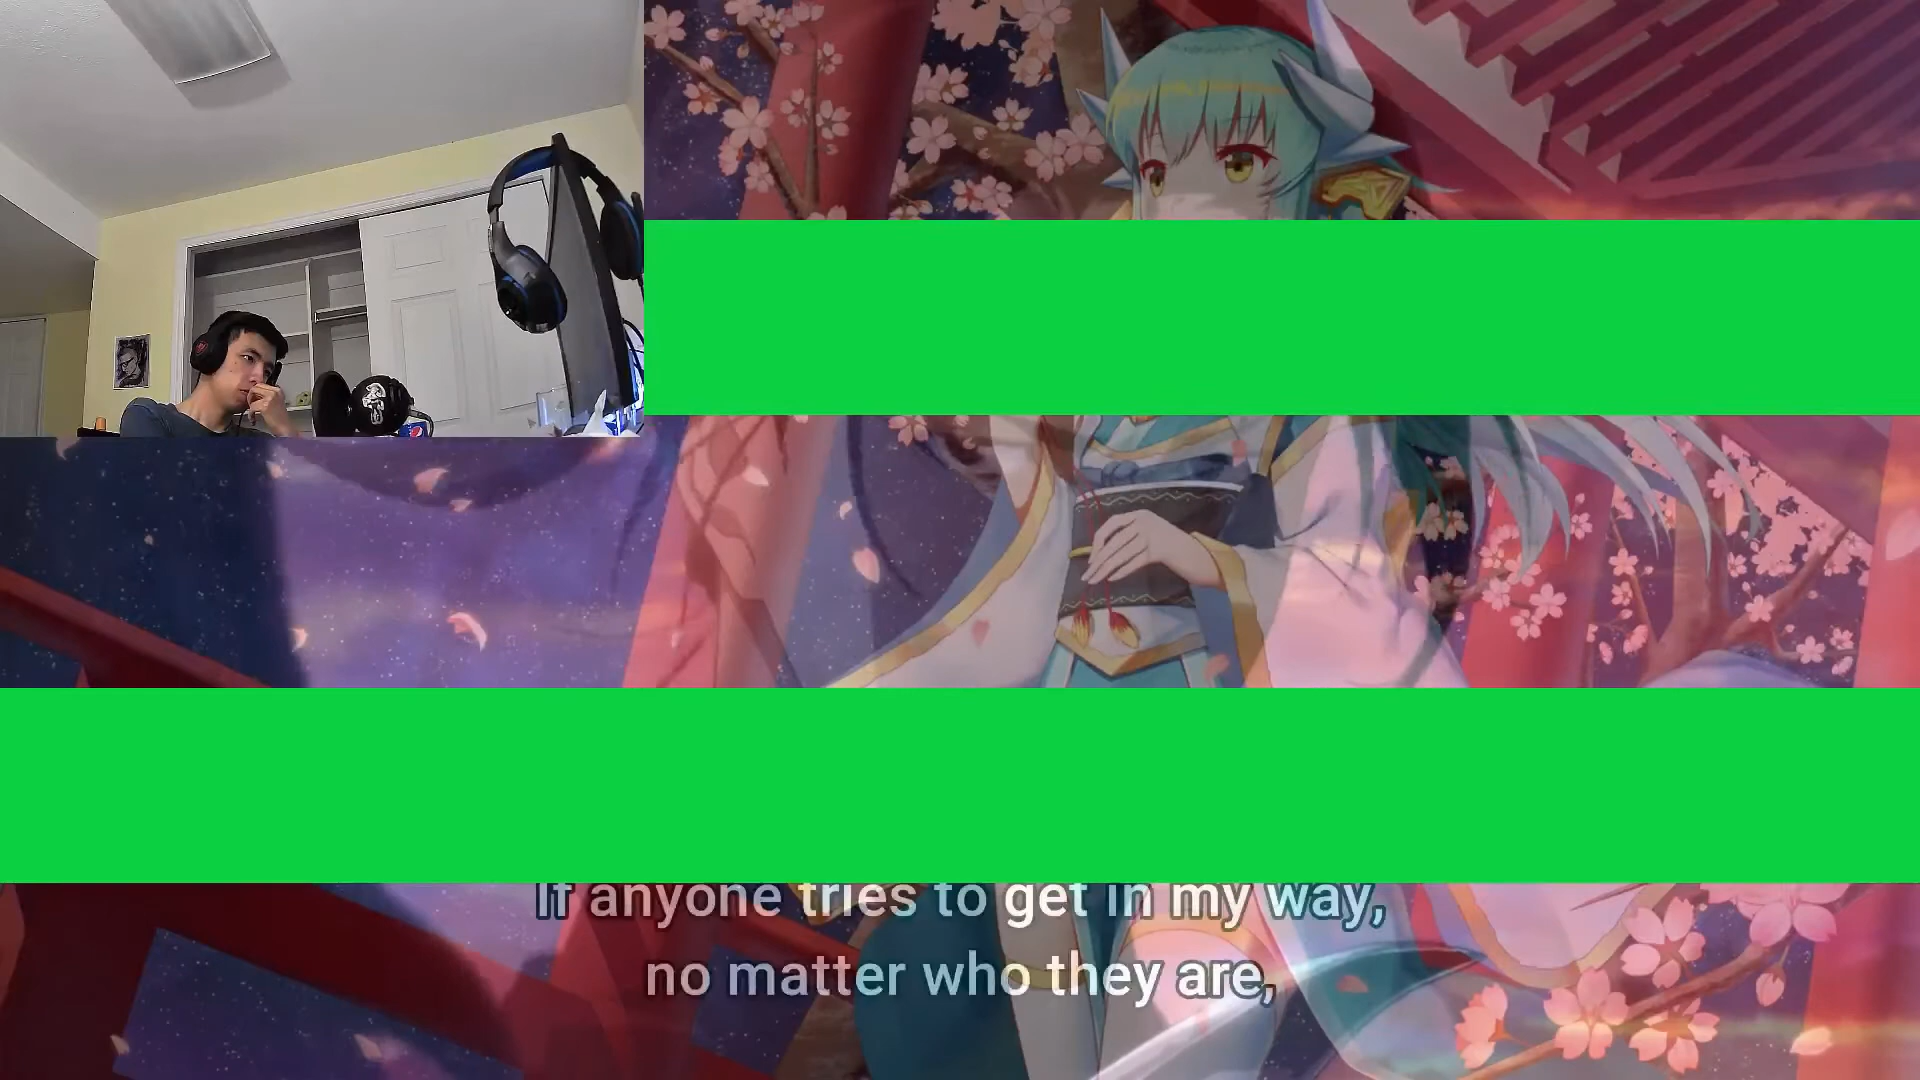 If anyone tries to get in my way,
no matter who they are,